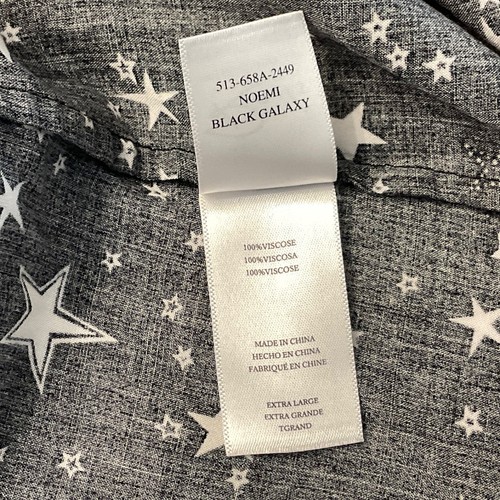 513-658A-2449
NOEMI
BLACK GALAXY
100%VISCOSE
100%VISCOSA
100%VISCOSE
MADE IN CHINA
HECHO EN CHINA
FABRIQUÉ EN CHINE
EXTRA LARGE
EXTRA GRANDE
TGRAND